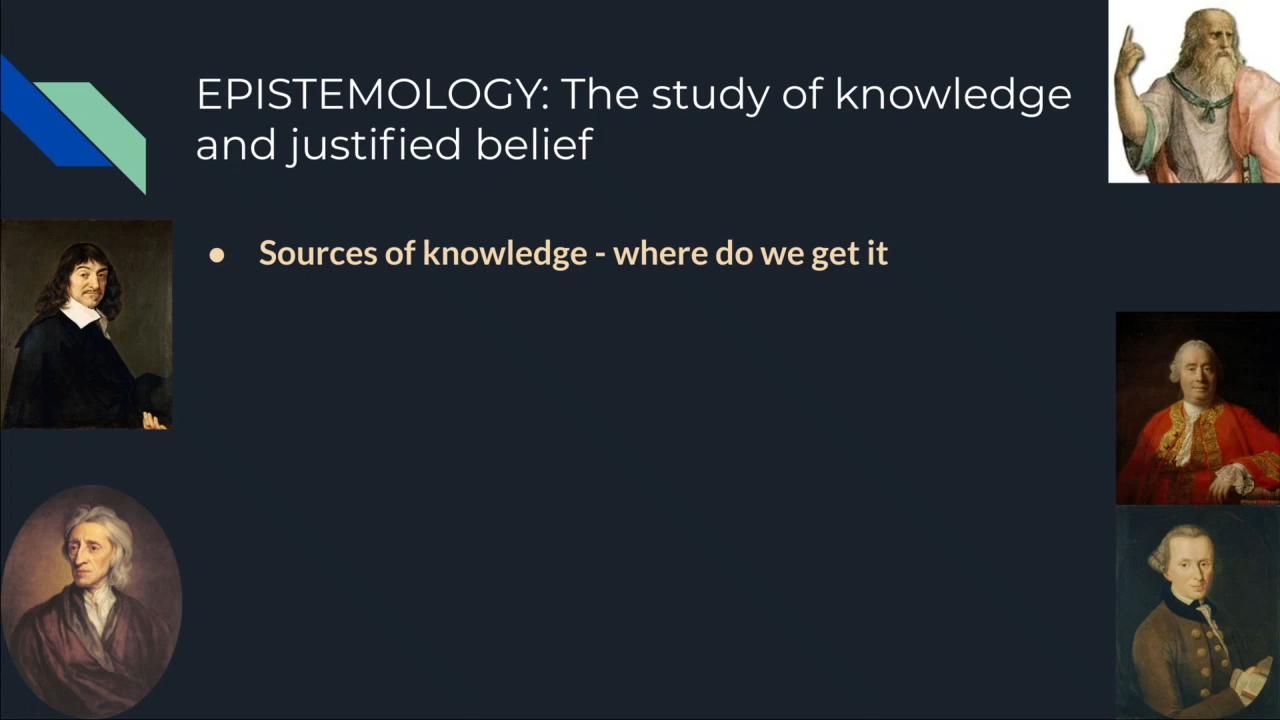 EPISTEMOLOGY: The study of knowledge
and justified belief
● Sources of knowledge - where do we get it